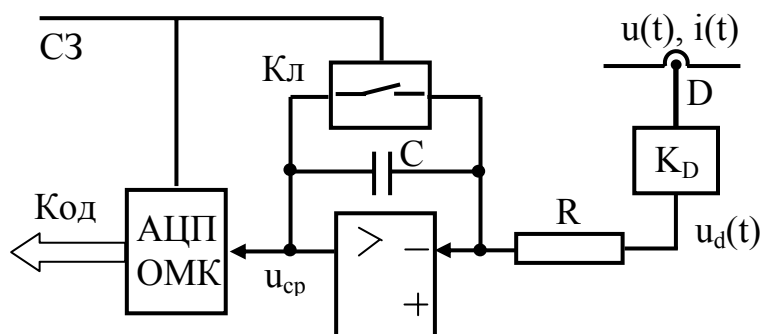 СЗ
u(t), i(t)
Кл
D
C
K_D
Код
АЦП
ОМК
>
−
+
R
u_d(t)
u_ср